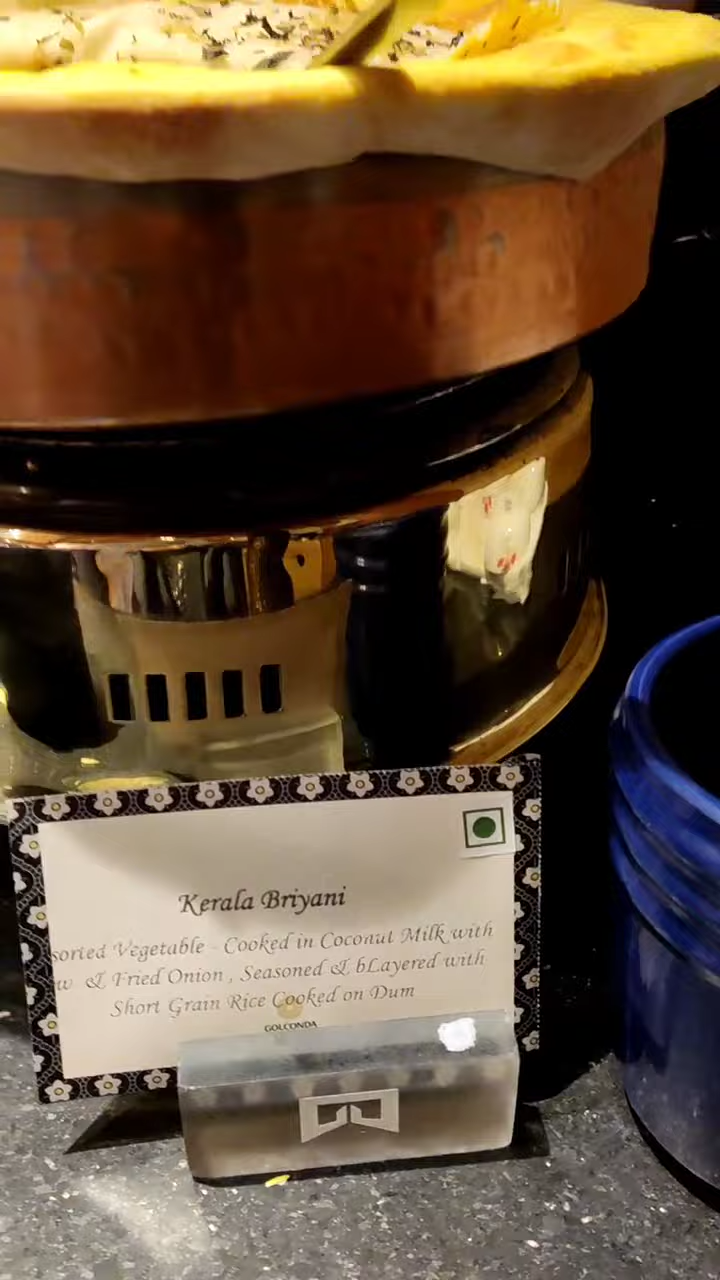 Kerala Briyani
sorted Vegetable - Cooked in Coconut Milk with
w & Fried Onion , Seasoned & bLayered with
Short Grain Rice Cooked on Dum
GOLCONDA